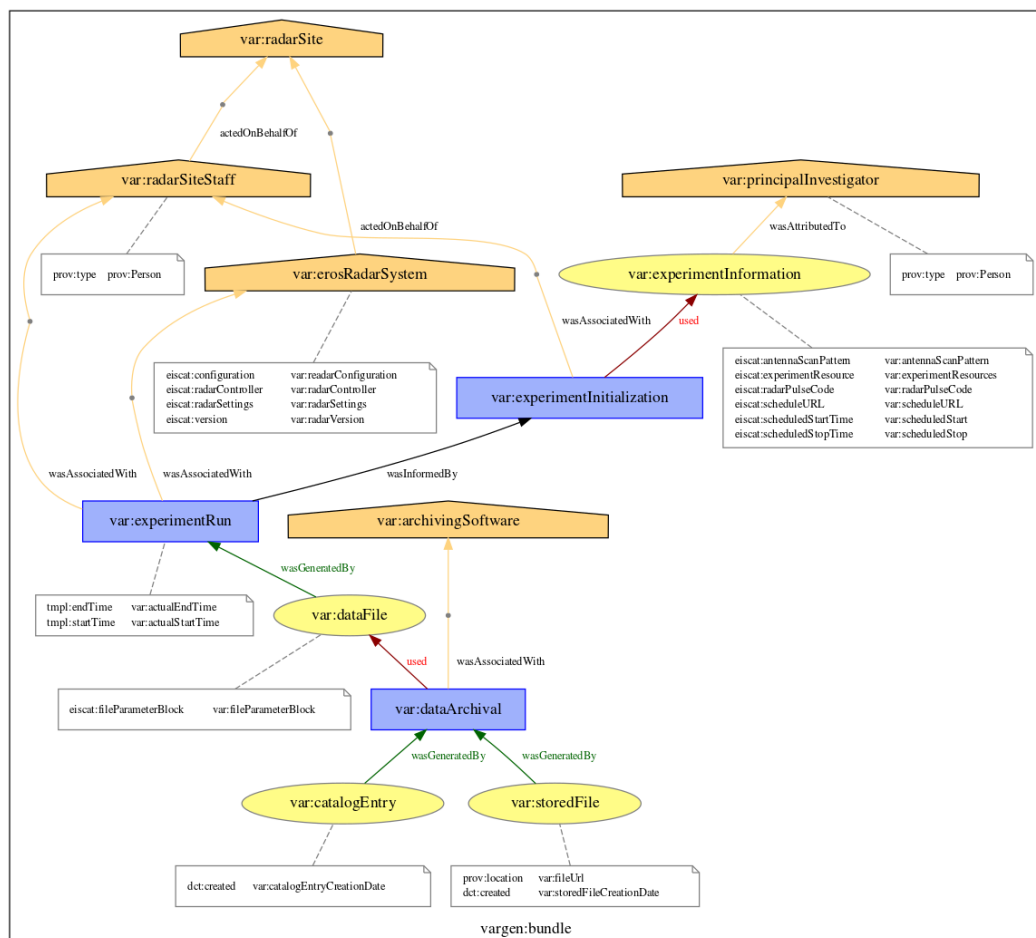 var:radarSite
actedOnBehalfOf
var:radarSiteStaff
var:principalInvestigator
actedOnBehalfOf
wasAttributedTo
prov:type prov:Person
var:erosRadarSystem
var:experimentInformation
prov:type prov:Person
wasAssociatedWith
used
eiscat:configuration var:readarConfiguration
eiscat:radarController var:radarController
eiscat:radarSettings var:radarSettings
eiscat:version var:radarVersion
var:experimentInitialization
eiscat:antennaScanPattern var:antennaScanPattern
eiscat:experimentResource var:experimentResources
eiscat:radarPulseCode var:radarPulseCode
eiscat:scheduleURL var:scheduleURL
eiscat:scheduledStartTime var:scheduledStart
eiscat:scheduledStopTime var:scheduledStop
wasAssociatedWith
wasAssociatedWith
wasInformedBy
var:experimentRun
var:archivingSoftware
wasGeneratedBy
tmpl:endTime var:actualEndTime
tmpl:startTime var:actualStartTime
var:dataFile
used
wasAssociatedWith
eiscat:fileParameterBlock var:fileParameterBlock
var:dataArchival
wasGeneratedBy
wasGeneratedBy
var:catalogEntry
var:storedFile
dct:created var:catalogEntryCreationDate
prov:location var:fileUrl
dct:created var:storedFileCreationDate
vargen:bundle